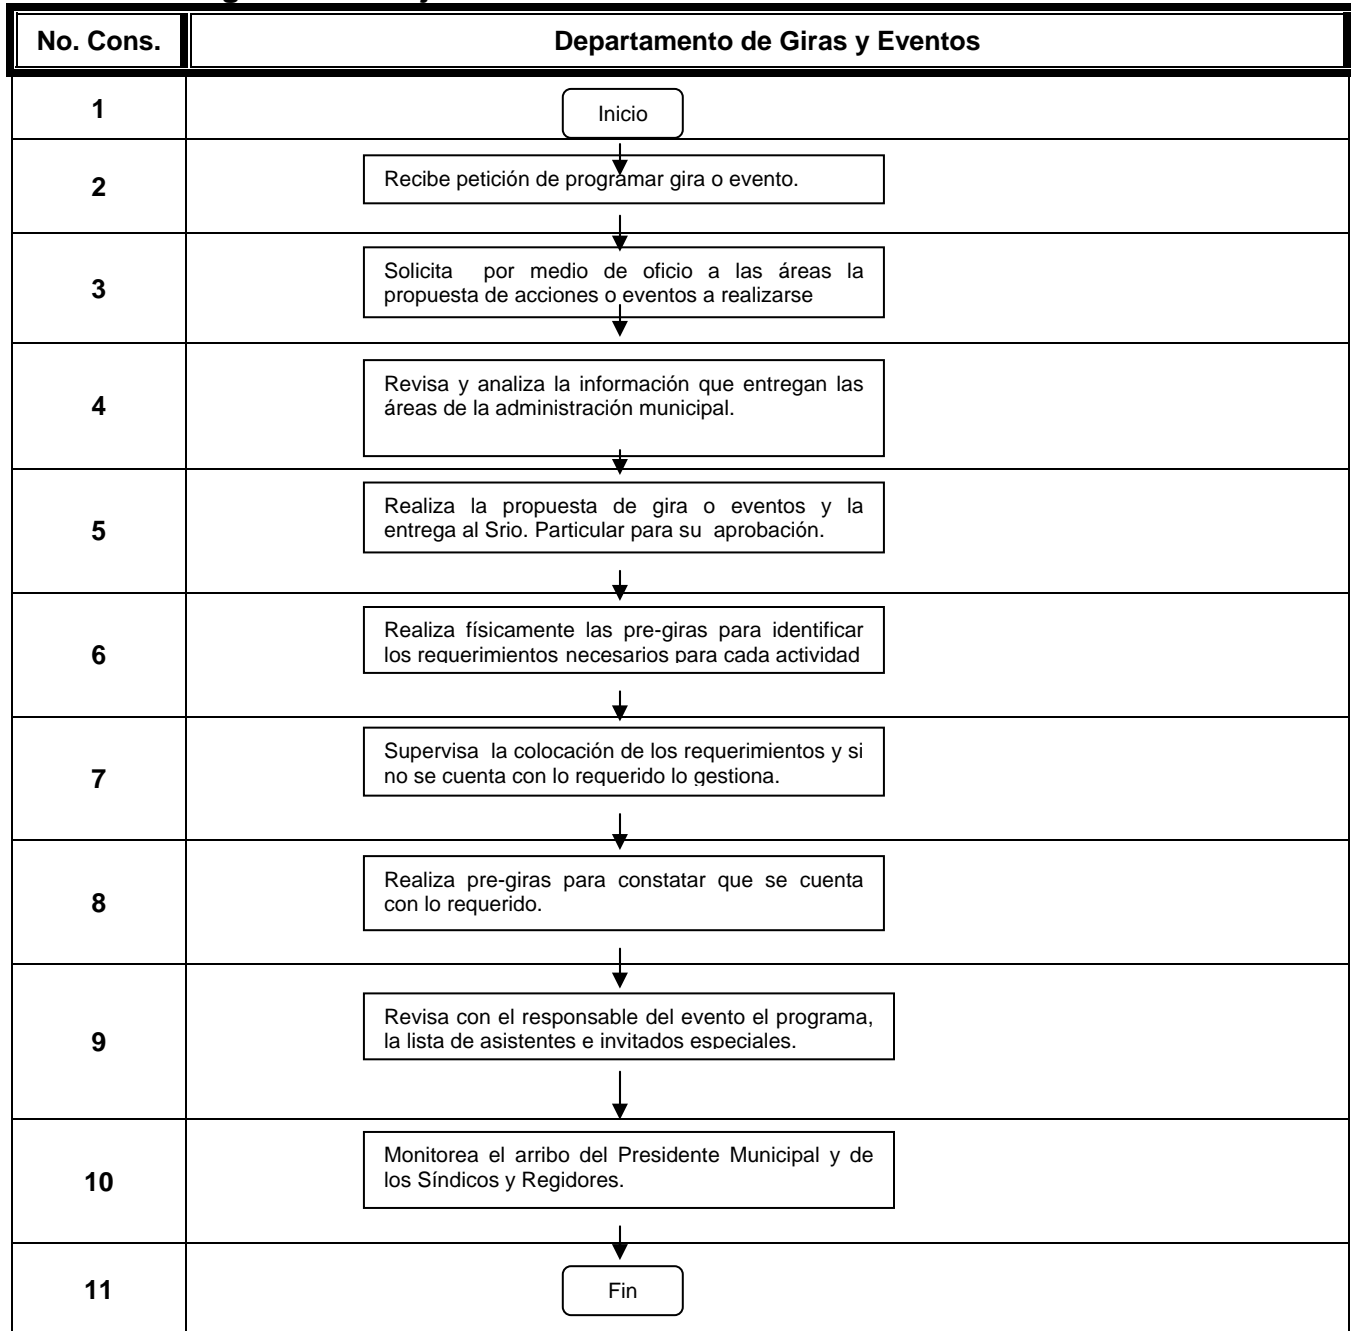 No. Cons.
Departamento de Giras y Eventos
1
Inicio
2
Recibe petición de programar gira o evento.
3
Solicita por medio de oficio a las áreas la
propuesta de acciones o eventos a realizarse
4
Revisa y analiza la información que entregan las
áreas de la administración municipal.
5
Realiza la propuesta de gira o eventos y la
entrega al Srio. Particular para su aprobación.
6
Realiza físicamente las pre-giras para identificar
los requerimientos necesarios para cada actividad
7
Supervisa la colocación de los requerimientos y si
no se cuenta con lo requerido lo gestiona.
8
Realiza pre-giras para constatar que se cuenta
con lo requerido.
9
Revisa con el responsable del evento el programa,
la lista de asistentes e invitados especiales.
10
Monitorea el arribo del Presidente Municipal y de
los Síndicos y Regidores.
11
Fin